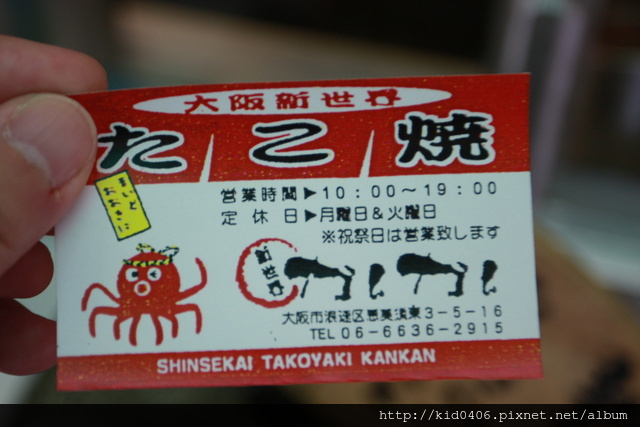 大阪新世界
たこ焼
まいど
おおきに
営業時間▶10：00～19：00
定休日▶月曜日&火曜日
※祝祭日は営業致します
新世界
かんかん
大阪市浪速区恵美須東3-5-16
TEL 06-6636-2915
SHINSEKAI TAKOYAKI KANKAN
http://kid0406.pixnet.net/album